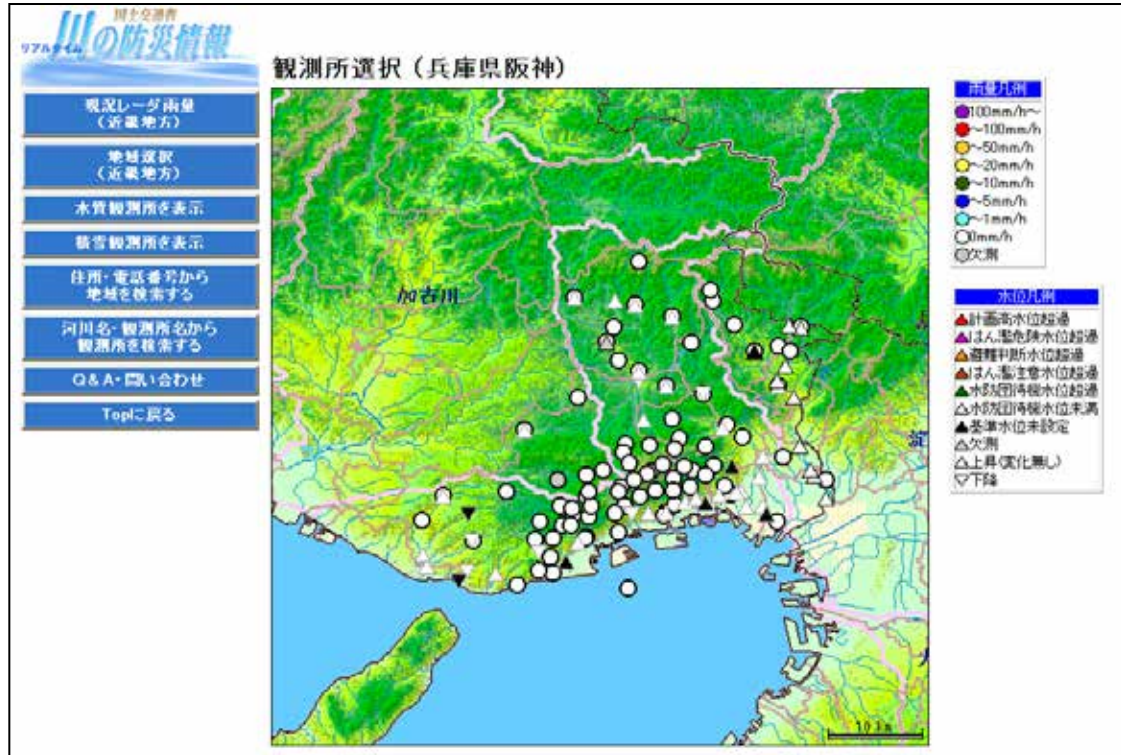 国土交通省
リアルタイム
川の防災情報
現況レーダ雨量
(近畿地方)
地域選択
(近畿地方)
水質観測所を表示
積雪観測所を表示
住所・電話番号から
地域を検索する
河川名・観測所名から
観測所を検索する
Q&A・問い合わせ
Topに戻る
観測所選択(兵庫県阪神)
加古川
淀
10km
雨量凡例
100mm/h~
~100mm/h
~50mm/h
~20mm/h
~10mm/h
~5mm/h
~1mm/h
0mm/h
欠測
水位凡例
計画高水位超過
はん濫危険水位超過
避難判断水位超過
はん濫注意水位超過
水防団待機水位超過
水防団待機水位未満
基準水位未設定
欠測
上昇(変化無し)
下降